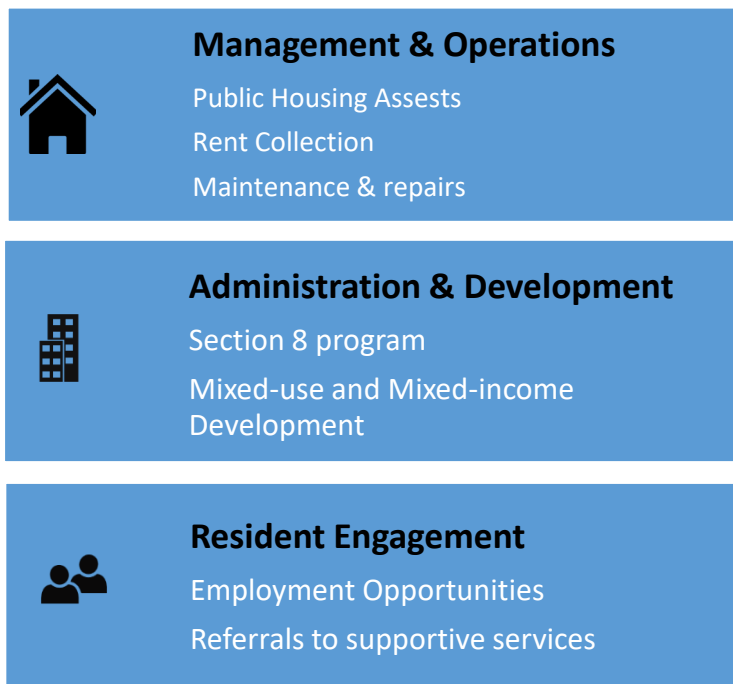 Management & Operations
Public Housing Assests
Rent Collection
Maintenance & repairs
Administration & Development
Section 8 program
Mixed-use and Mixed-income
Development
Resident Engagement
Employment Opportunities
Referrals to supportive services